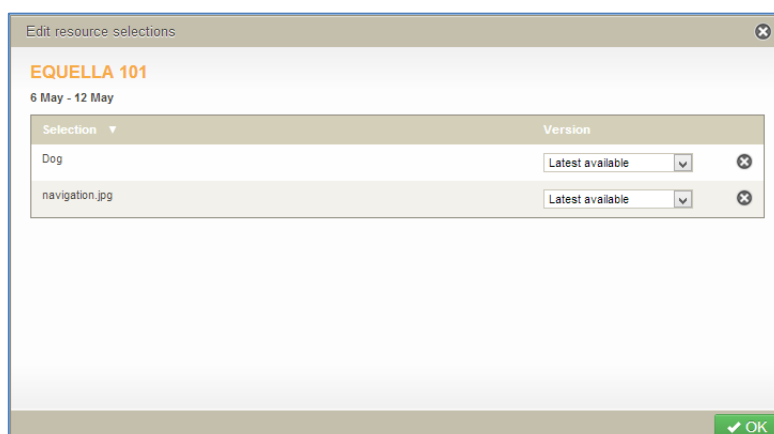 Edit resource selections
EQUELLA 101
6 May - 12 May
Selection ▼ Version
Dog Latest available
navigation.jpg Latest available
OK